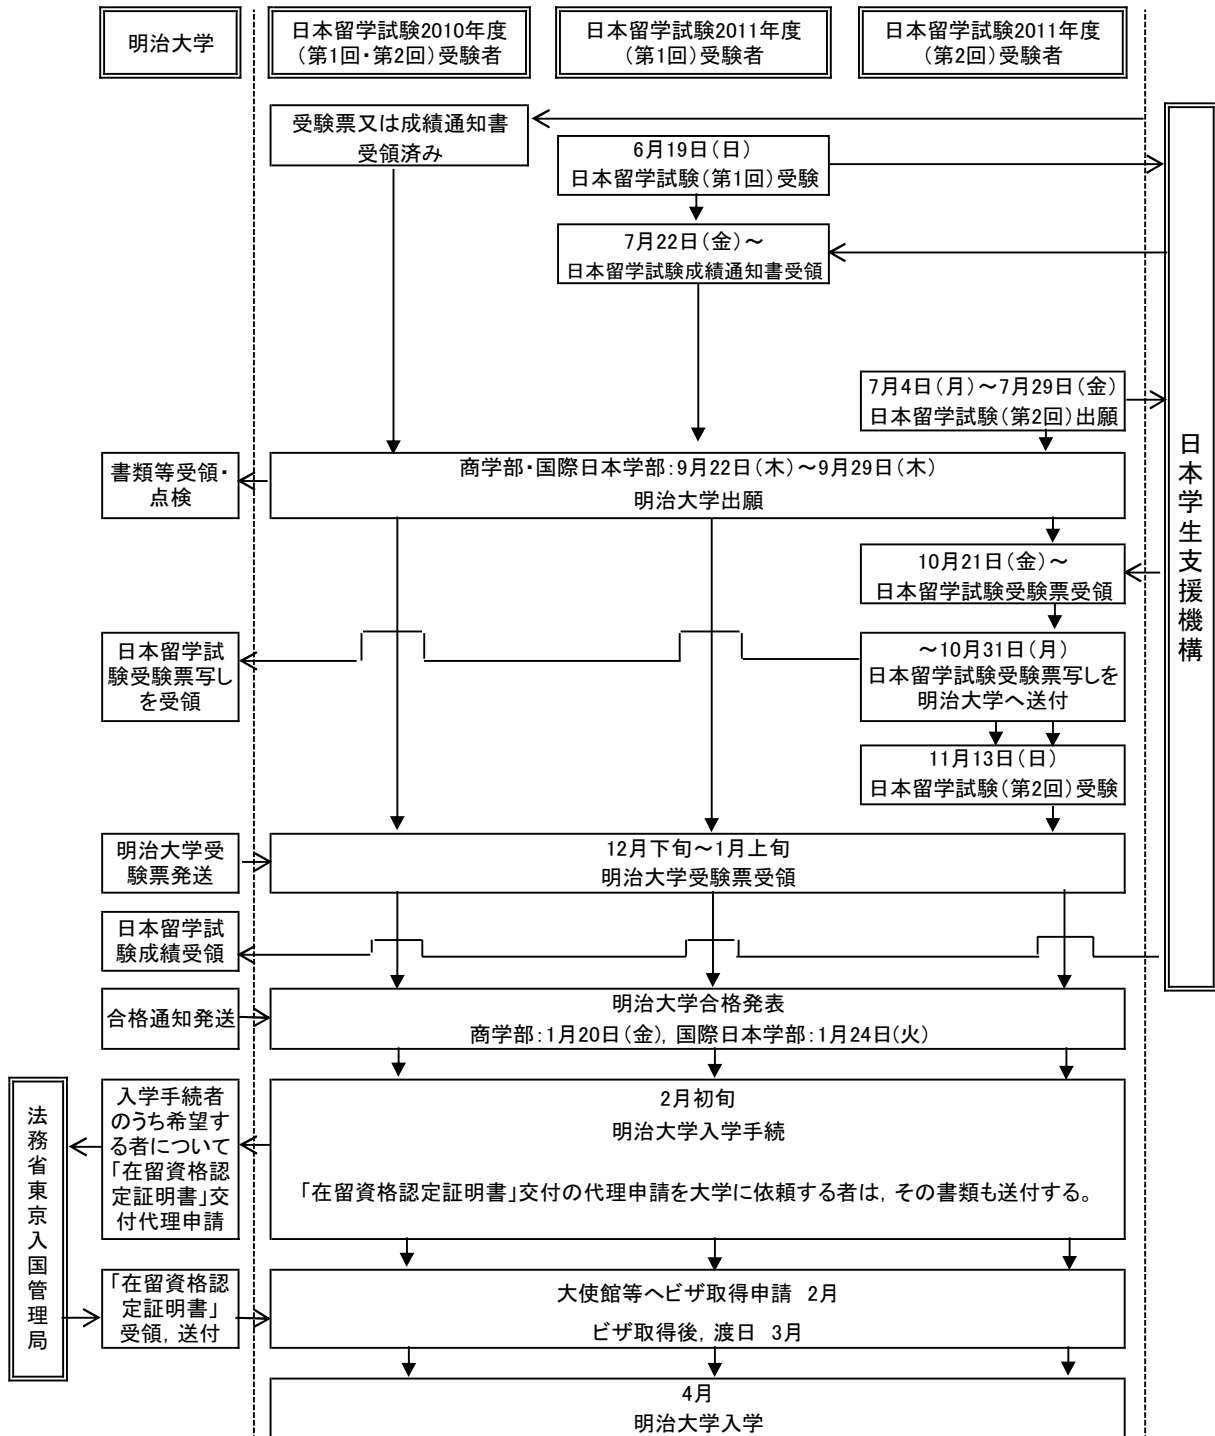 明治大学
日本留学試験2010年度
(第1回・第2回)受験者
日本留学試験2011年度
(第1回)受験者
日本留学試験2011年度
(第2回)受験者
受験票又は成績通知書
受領済み
6月19日(日)
日本留学試験(第1回)受験
7月22日(金)～
日本留学試験成績通知書受領
7月4日(月)～7月29日(金)
日本留学試験(第2回)出願
日本学生支援機構
書類等受領・
点検
商学部・国際日本学部:9月22日(木)～9月29日(木)
明治大学出願
10月21日(金)～
日本留学試験受験票受領
日本留学試
験受験票写し
を受領
～10月31日(月)
日本留学試験受験票写しを
明治大学へ送付
11月13日(日)
日本留学試験(第2回)受験
明治大学受
験票発送
12月下旬～1月上旬
明治大学受験票受領
日本留学試
験成績受領
合格通知発送
明治大学合格発表
商学部:1月20日(金), 国際日本学部:1月24日(火)
法務省東京入国管理局
入学手続者
のうち希望す
る者について
「在留資格認
定証明書」交
付代理申請
2月初旬
明治大学入学手続
「在留資格認定証明書」交付の代理申請を大学に依頼する者は, その書類も送付する。
「在留資格認
定証明書」
受領, 送付
大使館等へビザ取得申請 2月
ビザ取得後, 渡日 3月
4月
明治大学入学